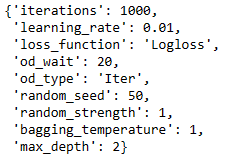 {'iterations': 1000,
 'learning_rate': 0.01,
 'loss_function': 'Logloss',
 'od_wait': 20,
 'od_type': 'Iter',
 'random_seed': 50,
 'random_strength': 1,
 'bagging_temperature': 1,
 'max_depth': 2}